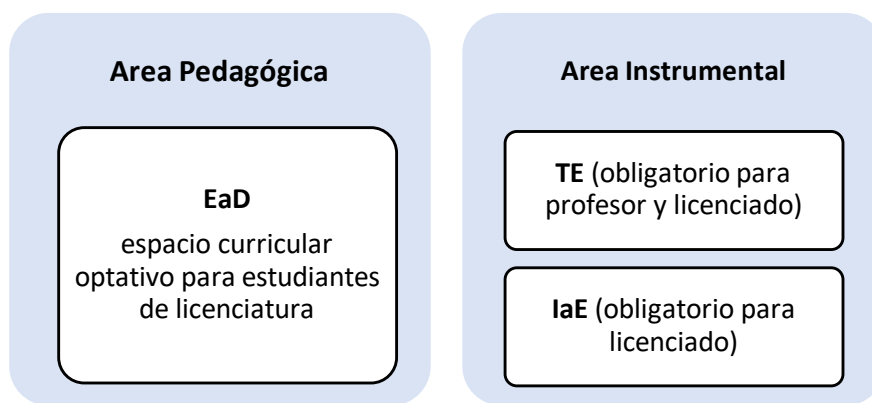 Area Pedagógica
EaD
espacio curricular
optativo para estudiantes
de licenciatura
Area Instrumental
TE (obligatorio para
profesor y licenciado)
IaE (obligatorio para
licenciado)